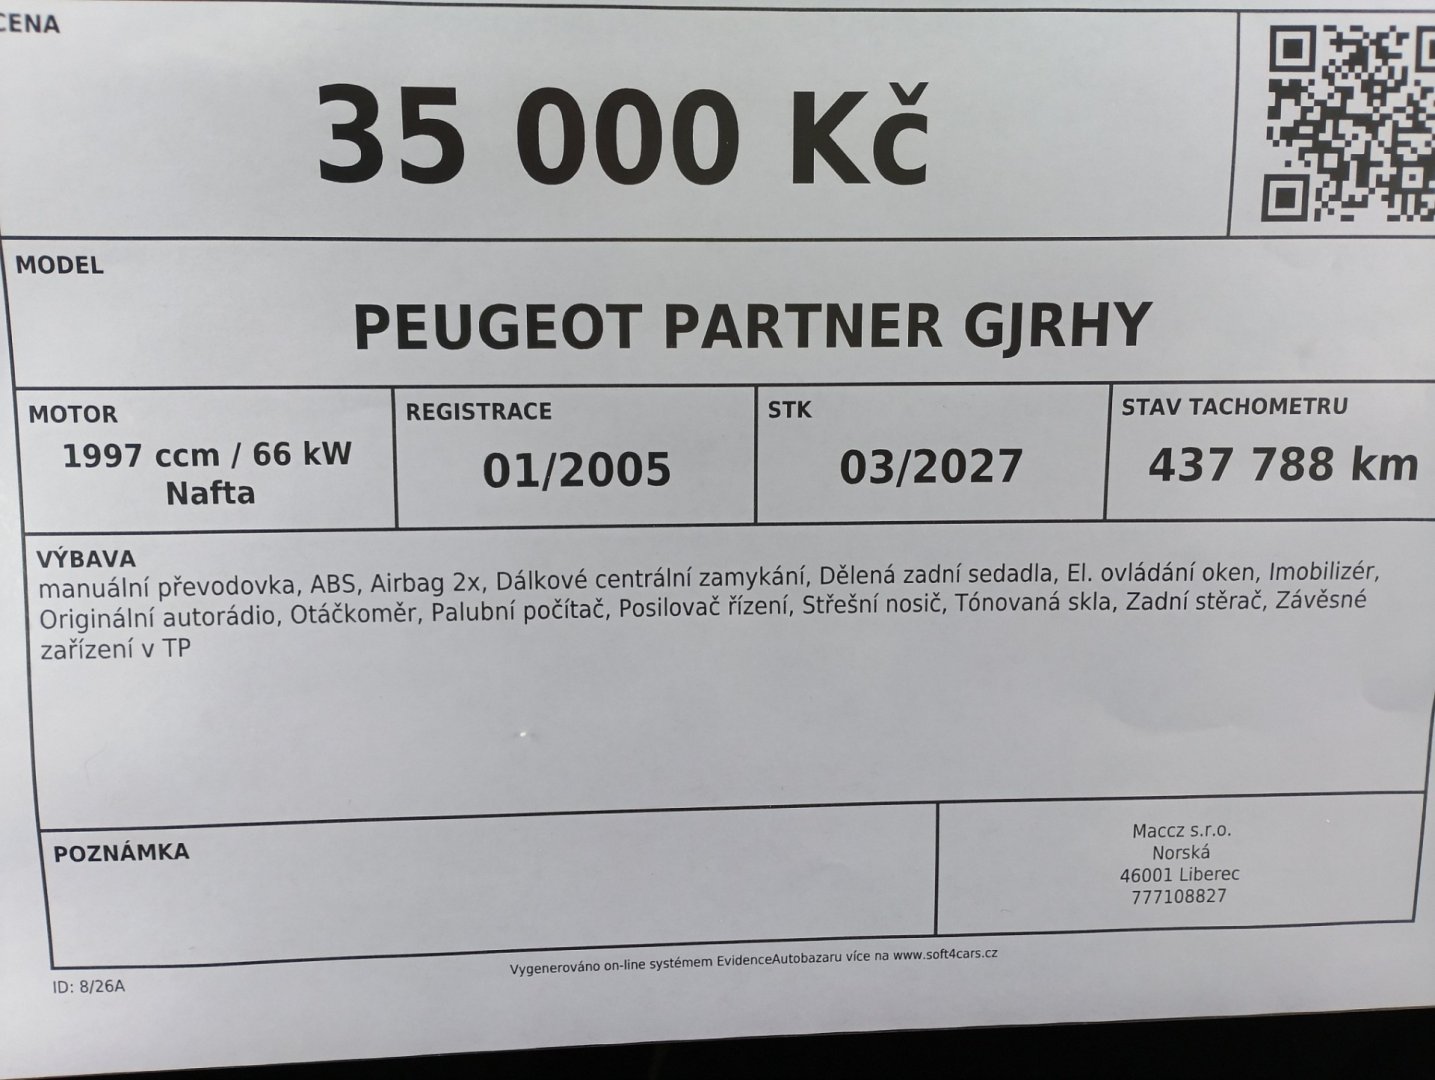 CENA
35 000 Kč
MODEL
PEUGEOT PARTNER GJRHY
MOTOR
1997 ccm / 66 kW
Nafta
REGISTRACE
01/2005
STK
03/2027
STAV TACHOMETRU
437 788 km
VÝBAVA
manuální převodovka, ABS, Airbag 2x, Dálkové centrální zamykání, Dělená zadní sedadla, El. ovládání oken, Imobilizér,
Originální autorádio, Otáčkoměr, Palubní počítač, Posilovač řízení, Střešní nosič, Tónovaná skla, Zadní stěrač, Závěsné
zařízení v TP
POZNÁMKA
Maccz s.r.o.
Norská
46001 Liberec
777108827
Vygenerováno on-line systémem EvidenceAutobazaru více na www.soft4cars.cz
ID: 8/26A